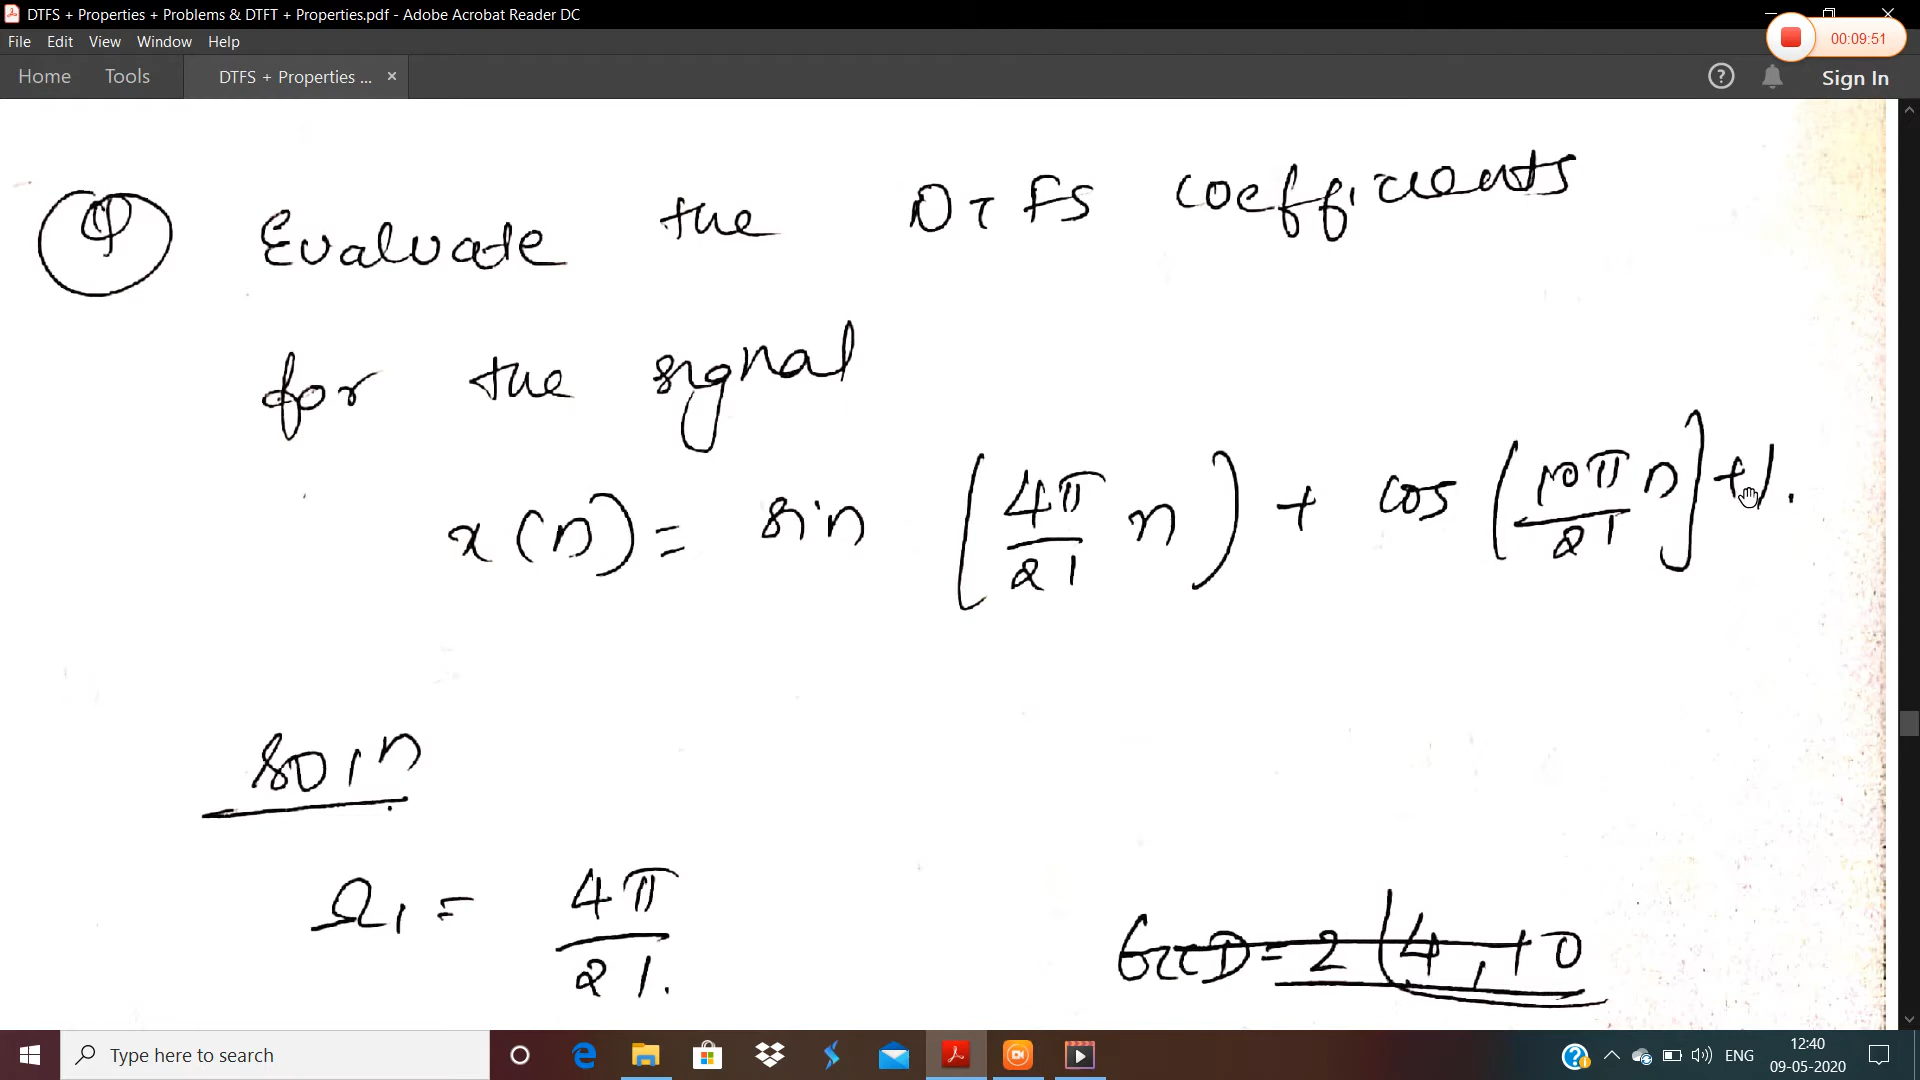 DTFS + Properties + Problems & DTFT + Properties.pdf - Adobe Acrobat Reader DC
File Edit View Window Help
00:09:51
Home Tools DTFS + Properties ... × Sign In
Q Evaluvate the DTFS coefficients
for the signal
x(n) = sin (4π/21 n) + cos [10πn/21] + 1.
soln
Ω1 = 4π/21.
GCD = 2 (4, 10
Type here to search
ENG
12:40
09-05-2020